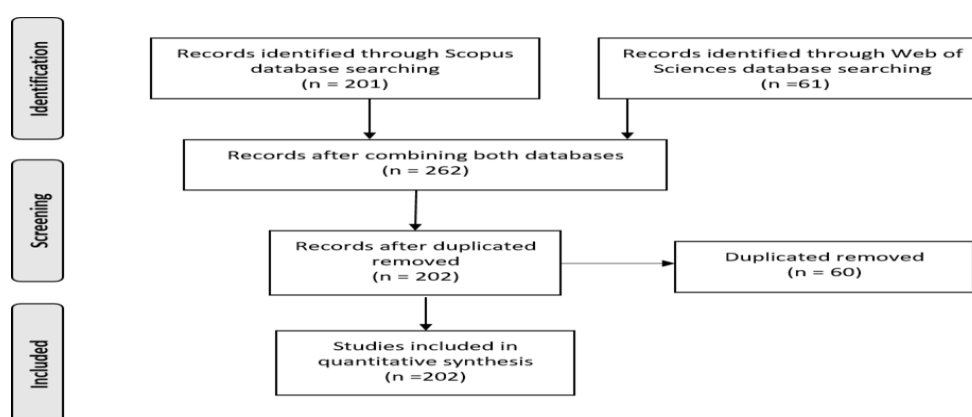 Identification
Records identified through Scopus
database searching
(n = 201)
Records identified through Web of
Sciences database searching
(n =61)
Records after combining both databases
(n = 262)
Screening
Records after duplicated
removed
(n = 202)
Duplicated removed
(n = 60)
Included
Studies included in
quantitative synthesis
(n =202)